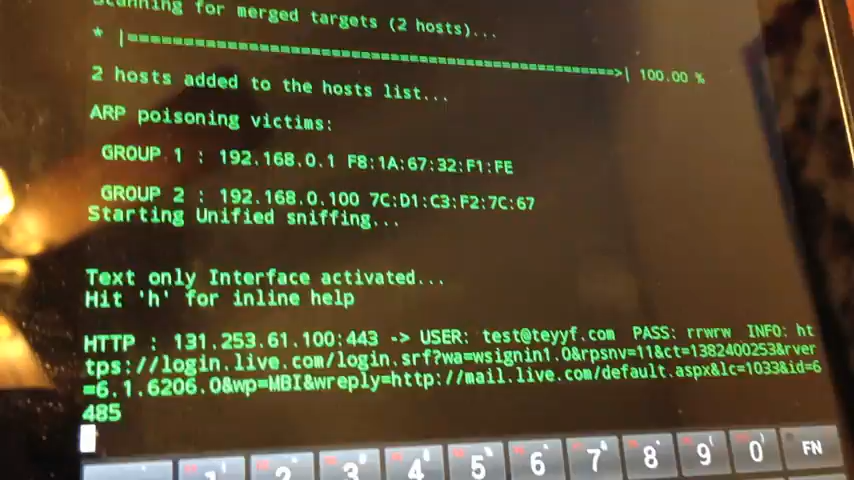 Scanning for merged targets (2 hosts)...
* |==================================================>| 100.00 %
2 hosts added to the hosts list...
ARP poisoning victims:
GROUP 1 : 192.168.0.1 F8:1A:67:32:F1:FE
GROUP 2 : 192.168.0.100 7C:D1:C3:F2:7C:67
Starting Unified sniffing...
Text only Interface activated...
Hit 'h' for inline help
HTTP : 131.253.61.100:443 -> USER: test@teyyf.com PASS: rrwrw INFO: ht
tps://login.live.com/login.srf?wa=wsignin1.0&rpsnv=11&ct=1382400253&rver
=6.1.6206.0&wp=MBI&wreply=http://mail.live.com/default.aspx&lc=1033&id=6
485
1 2 3 4 5 6 7 8 9 0 FN